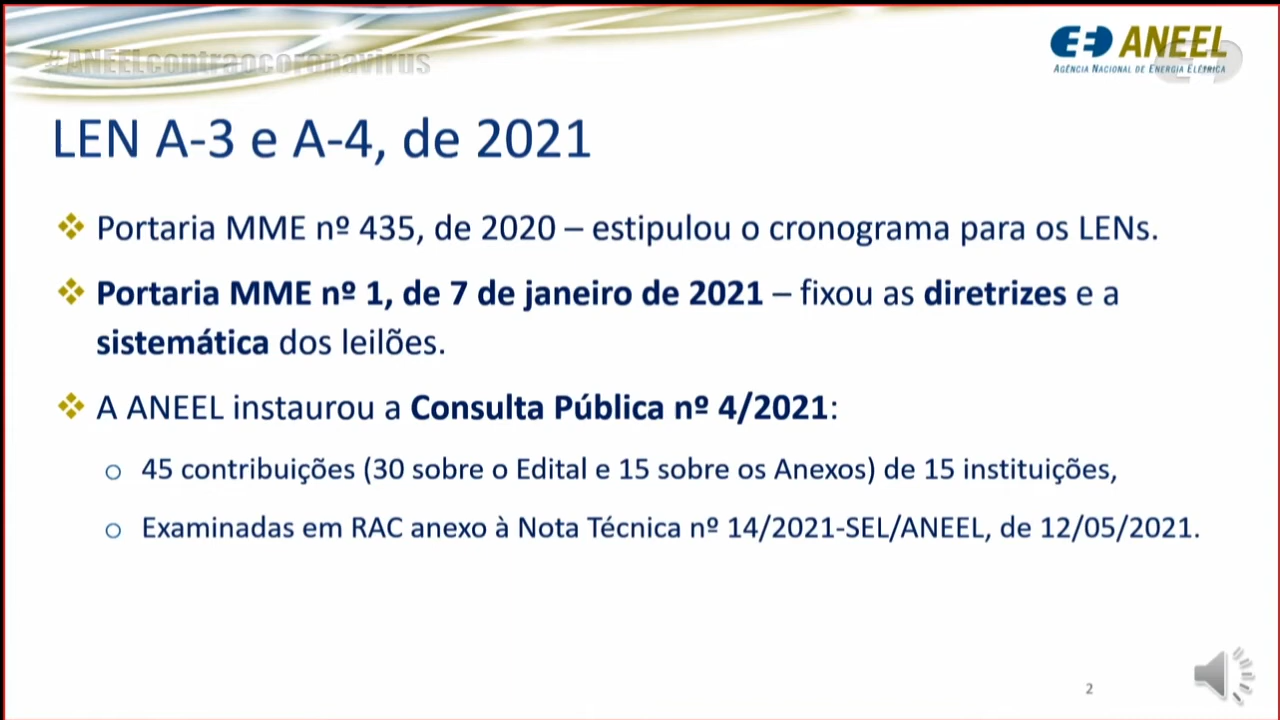 #ANEELcontraocoronavirus
ANEEL
AGÊNCIA NACIONAL DE ENERGIA ELÉTRICA
LEN A-3 e A-4, de 2021
Portaria MME nº 435, de 2020 – estipulou o cronograma para os LENs.
Portaria MME nº 1, de 7 de janeiro de 2021 – fixou as diretrizes e a
sistemática dos leilões.
A ANEEL instaurou a Consulta Pública nº 4/2021:
o 45 contribuições (30 sobre o Edital e 15 sobre os Anexos) de 15 instituições,
o Examinadas em RAC anexo à Nota Técnica nº 14/2021-SEL/ANEEL, de 12/05/2021.
2